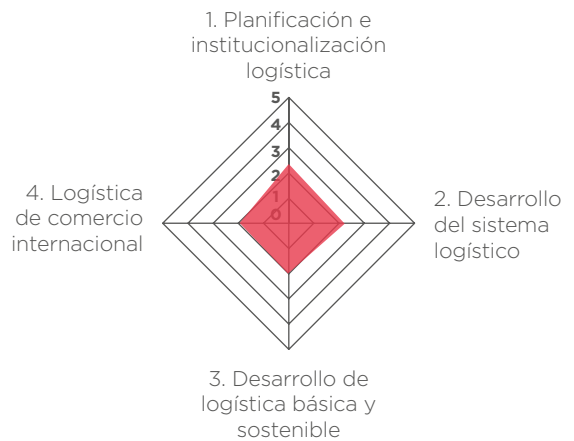 1. Planificación e
institucionalización
logística
5
4
3
2
1
0
4. Logística
de comercio
internacional
2. Desarrollo
del sistema
logístico
3. Desarrollo de
logística básica y
sostenible